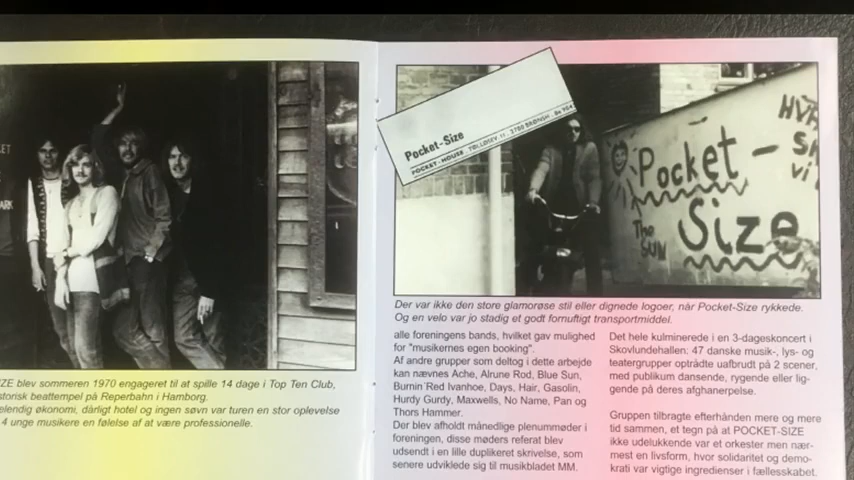 ET
ARK
ZE blev sommeren 1970 engageret til at spille 14 dage i Top Ten Club,
storisk beattempel på Reperbahn i Hamborg.
elendig økonomi, dårligt hotel og ingen søvn var turen en stor oplevelse
4 unge musikere en følelse af at være professionelle.
Pocket-Size
POCKET-HOUSE . TØLLØSEV. 11 . 2700 BRØNSH .
Pocket-
Size
The
SUN
Der var ikke den store glamorøse stil eller dignede logoer, når Pocket-Size rykkede.
Og en velo var jo stadig et godt fornuftigt transportmiddel.
alle foreningens bands, hvilket gav mulighed
for "musikernes egen booking".
Af andre grupper som deltog i dette arbejde
kan nævnes Ache, Alrune Rod, Blue Sun,
Burnin´Red Ivanhoe, Days, Hair, Gasolin,
Hurdy Gurdy, Maxwells, No Name, Pan og
Thors Hammer.
Der blev afholdt månedlige plenummøder i
foreningen, disse møders referat blev
udsendt i en lille duplikeret skrivelse, som
senere udviklede sig til musikbladet MM.
Det hele kulminerede i en 3-dageskoncert i
Skovlundehallen: 47 danske musik-, lys- og
teatergrupper optrådte uafbrudt på 2 scener,
med publikum dansende, rygende eller lig-
gende på deres afghanerpelse.
Gruppen tilbragte efterhånden mere og mere
tid sammen, et tegn på at POCKET-SIZE
ikke udelukkende var et orkester men nær-
mest en livsform, hvor solidaritet og demo-
krati var vigtige ingredienser i fællesskabet.